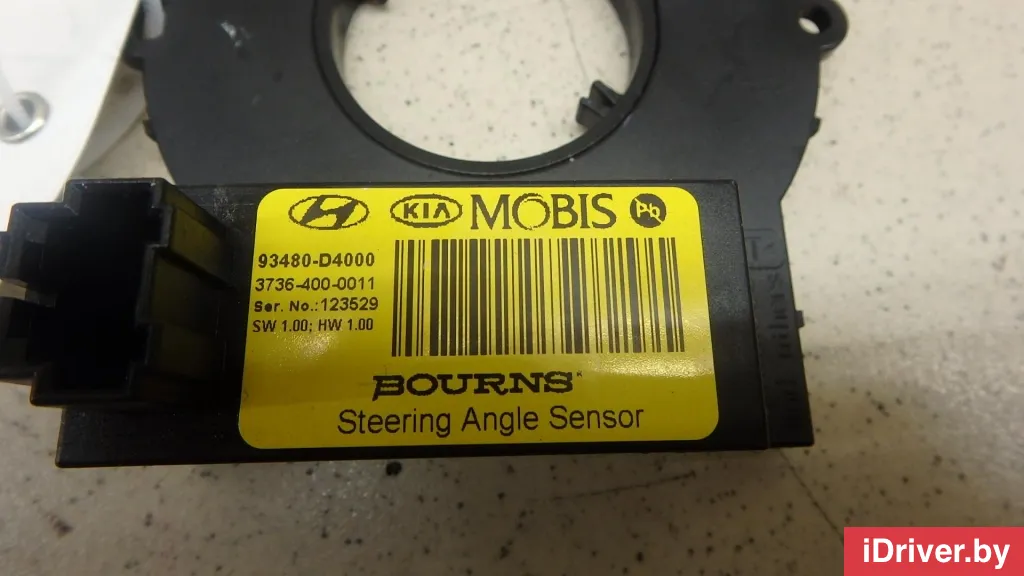 KIA MOBIS Pb
93480-D4000
3736-400-0011
Ser. No.:123529
SW 1.00; HW 1.00
BOURNS
Steering Angle Sensor
iDriver.by